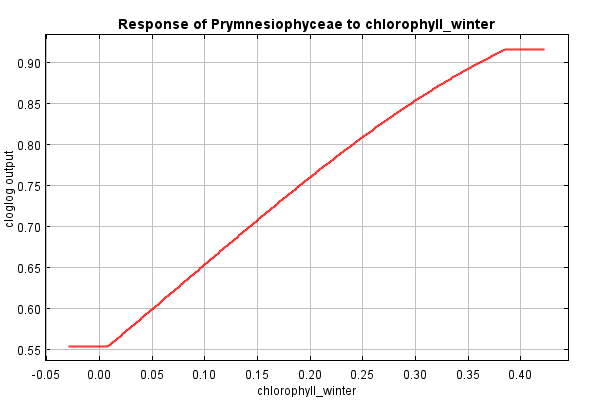 Response of Prymnesiophyceae to chlorophyll_winter
cloglog output
0.90
0.85
0.80
0.75
0.70
0.65
0.60
0.55
-0.05 0.00 0.05 0.10 0.15 0.20 0.25 0.30 0.35 0.40
chlorophyll_winter